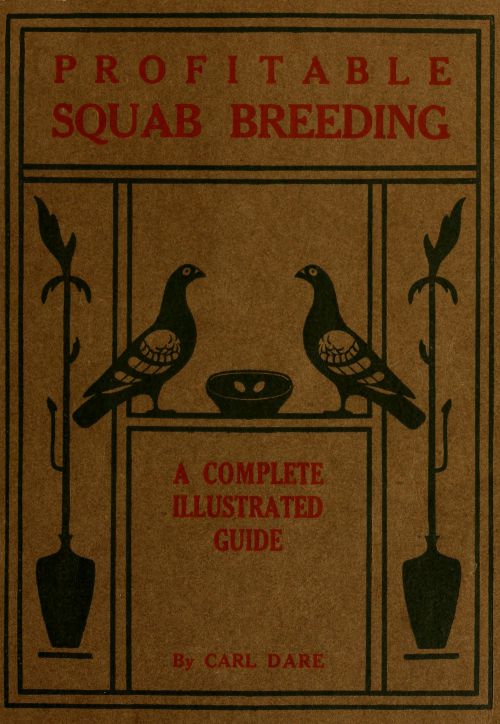 PROFITABLE
SQUAB BREEDING
A COMPLETE
ILLUSTRATED
GUIDE
By CARL DARE